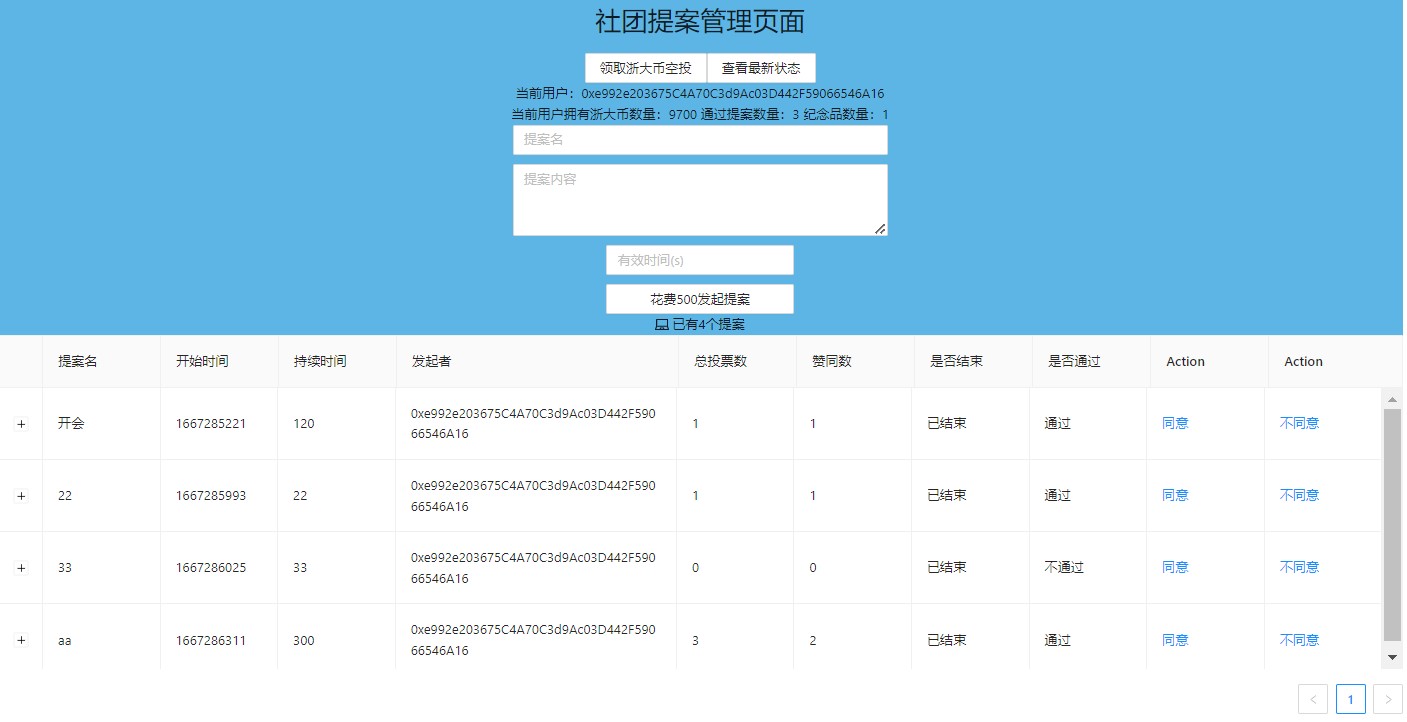 社团提案管理页面
领取浙大币空投 查看最新状态
当前用户：0xe992e203675C4A70C3d9Ac03D442F59066546A16
当前用户拥有浙大币数量：9700 通过提案数量：3 纪念品数量：1
提案名
提案内容
有效时间(s)
花费500发起提案
已有4个提案
提案名 开始时间 持续时间 发起者 总投票数 赞同数 是否结束 是否通过 Action Action
+ 开会 1667285221 120 0xe992e203675C4A70C3d9Ac03D442F590 1 1 已结束 通过 同意 不同意
66546A16
+ 22 1667285993 22 0xe992e203675C4A70C3d9Ac03D442F590 1 1 已结束 通过 同意 不同意
66546A16
+ 33 1667286025 33 0xe992e203675C4A70C3d9Ac03D442F590 0 0 已结束 不通过 同意 不同意
66546A16
+ aa 1667286311 300 0xe992e203675C4A70C3d9Ac03D442F590 3 2 已结束 通过 同意 不同意
66546A16
< 1 >